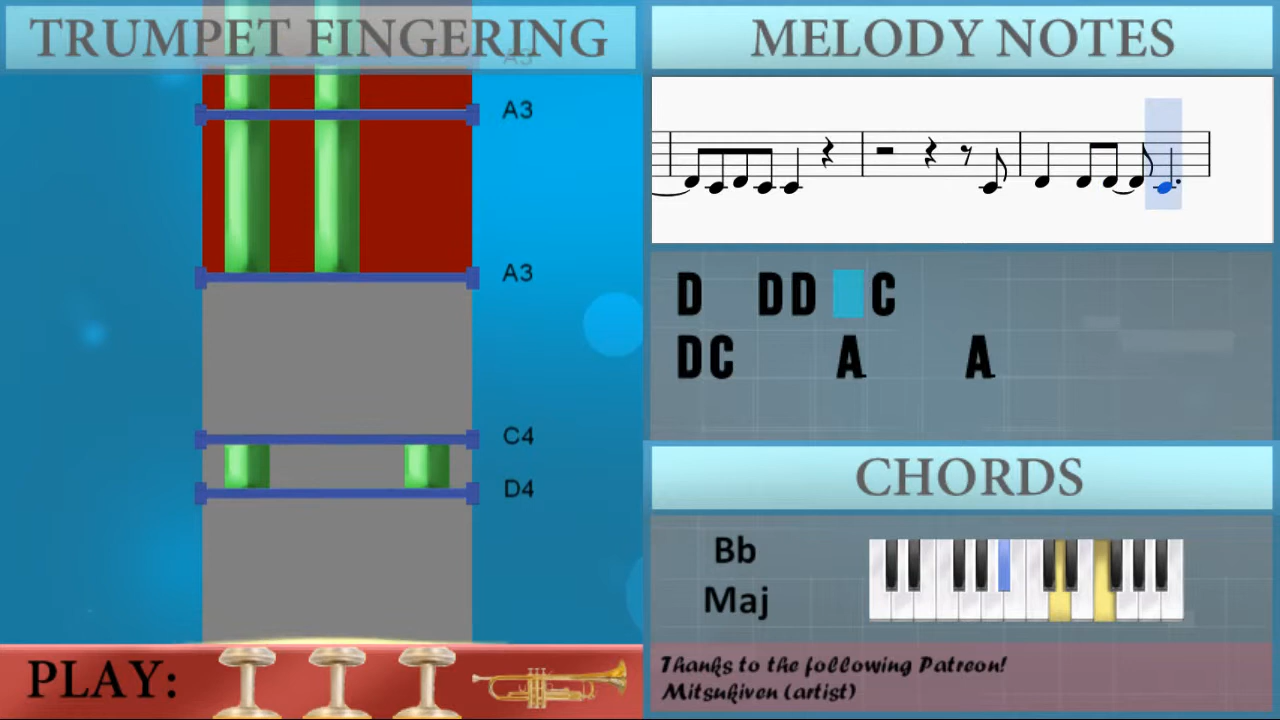 TRUMPET FINGERING
A3
A3
A3
C4
D4
PLAY:
MELODY NOTES
D DD C
DC A A
CHORDS
Bb
Maj
Thanks to the following Patreon!
Mitsukiven (artist)